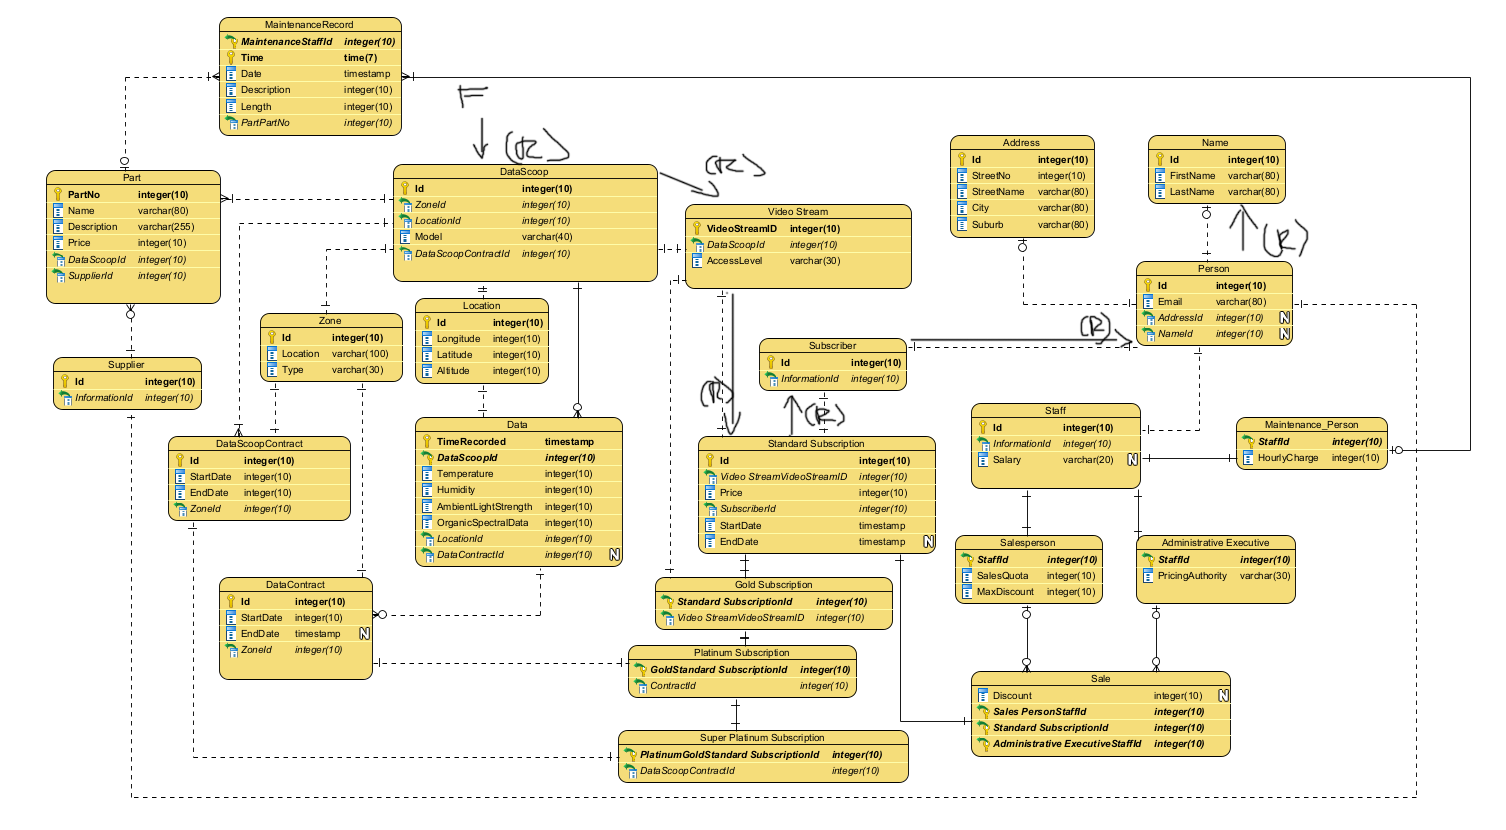 MaintenanceRecord
MaintenanceStaffId integer(10)
Time time(7)
Date timestamp
Description integer(10)
Length integer(10)
PartPartNo integer(10)
F
(R)
(R)
Part
PartNo integer(10)
Name varchar(80)
Description varchar(255)
Price integer(10)
DataScoopId integer(10)
SupplierId integer(10)
DataScoop
Id integer(10)
ZoneId integer(10)
LocationId integer(10)
Model varchar(40)
DataScoopContractId integer(10)
Video Stream
VideoStreamID integer(10)
DataScoopId integer(10)
AccessLevel varchar(30)
Address
Id integer(10)
StreetNo integer(10)
StreetName varchar(80)
City varchar(80)
Suburb varchar(80)
Name
Id integer(10)
FirstName varchar(80)
LastName varchar(80)
(R)
Person
Id integer(10)
Email varchar(80)
AddressId integer(10) N
NameId integer(10) N
(R)
Zone
Id integer(10)
Location varchar(100)
Type varchar(30)
Location
Id integer(10)
Longitude integer(10)
Latitude integer(10)
Altitude integer(10)
Subscriber
Id integer(10)
InformationId integer(10)
(R)
(R)
Supplier
Id integer(10)
InformationId integer(10)
DataScoopContract
Id integer(10)
StartDate integer(10)
EndDate integer(10)
ZoneId integer(10)
Data
TimeRecorded timestamp
DataScoopId integer(10)
Temperature integer(10)
Humidity integer(10)
AmbientLightStrength integer(10)
OrganicSpectralData integer(10)
LocationId integer(10)
DataContractId integer(10) N
Standard Subscription
Id integer(10)
Video StreamVideoStreamID integer(10)
Price integer(10)
SubscriberId integer(10)
StartDate timestamp
EndDate timestamp N
Staff
Id integer(10)
InformationId integer(10)
Salary varchar(20) N
Maintenance_Person
StaffId integer(10)
HourlyCharge integer(10)
Salesperson
StaffId integer(10)
SalesQuota integer(10)
MaxDiscount integer(10)
Administrative Executive
StaffId integer(10)
PricingAuthority varchar(30)
DataContract
Id integer(10)
StartDate integer(10)
EndDate timestamp N
ZoneId integer(10)
Gold Subscription
Standard SubscriptionId integer(10)
Video StreamVideoStreamID integer(10)
Platinum Subscription
GoldStandard SubscriptionId integer(10)
ContractId integer(10)
Super Platinum Subscription
PlatinumGoldStandard SubscriptionId integer(10)
DataScoopContractId integer(10)
Sale
Discount integer(10) N
Sales PersonStaffId integer(10)
Standard SubscriptionId integer(10)
Administrative ExecutiveStaffId integer(10)